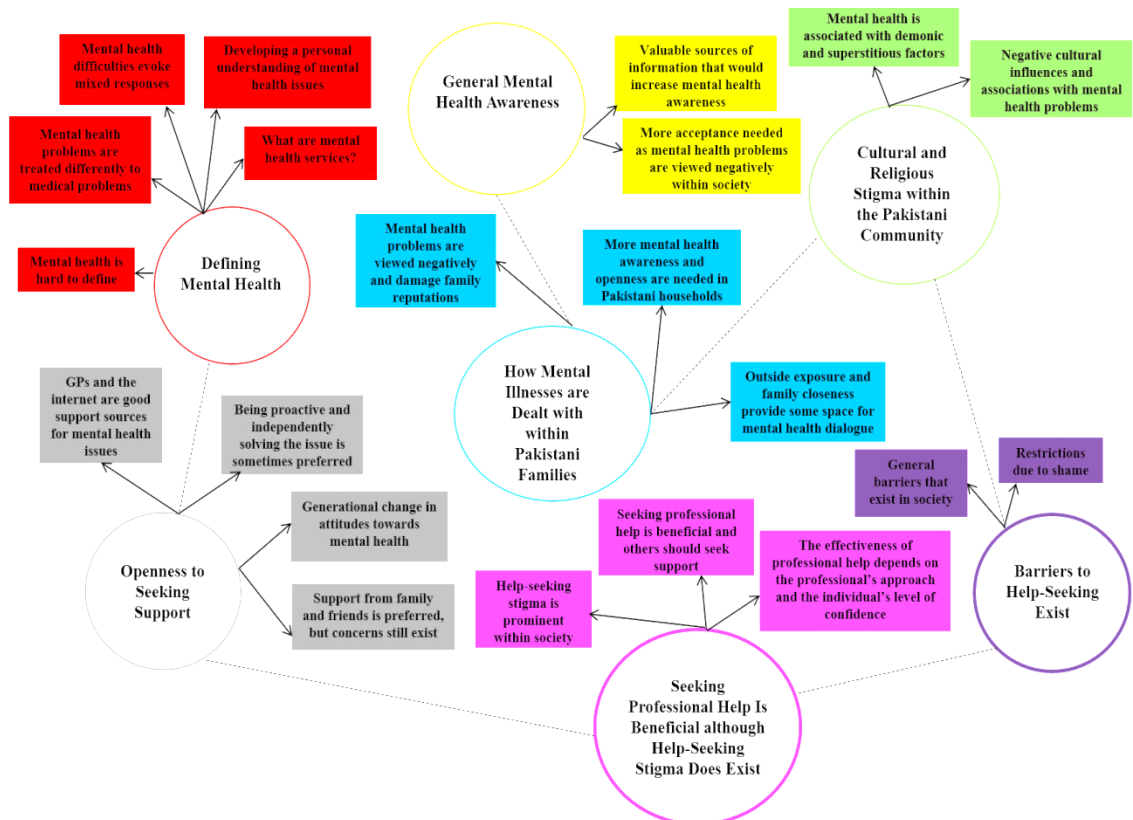 Mental health
difficulties evoke
mixed responses
Developing a personal
understanding of mental
health issues
Mental health
problems are
treated differently to
medical problems
What are mental
health services?
Mental health is
hard to define
Defining
Mental Health
General Mental
Health Awareness
Valuable sources of
information that would
increase mental health
awareness
More acceptance needed
as mental health problems
are viewed negatively
within society
Mental health is
associated with demonic
and superstitious factors
Negative cultural
influences and
associations with mental
health problems
Cultural and
Religious
Stigma within
the Pakistani
Community
Mental health
problems are
viewed negatively
and damage family
reputations
More mental health
awareness and
openness are needed in
Pakistani households
How Mental
Illnesses are
Dealt with
within
Pakistani
Families
Outside exposure and
family closeness
provide some space for
mental health dialogue
GPs and the
internet are good
support sources
for mental health
issues
Being proactive and
independently
solving the issue is
sometimes preferred
Generational change in
attitudes towards
mental health
Support from family
and friends is preferred,
but concerns still exist
Openness to
Seeking
Support
Seeking professional
help is beneficial and
others should seek
support
Help-seeking
stigma is
prominent within
society
The effectiveness of
professional help depends on
the professional's approach
and the individual's level of
confidence
Seeking
Professional Help Is
Beneficial although
Help-Seeking
Stigma Does Exist
General
barriers that
exist in society
Restrictions
due to shame
Barriers to
Help-Seeking
Exist